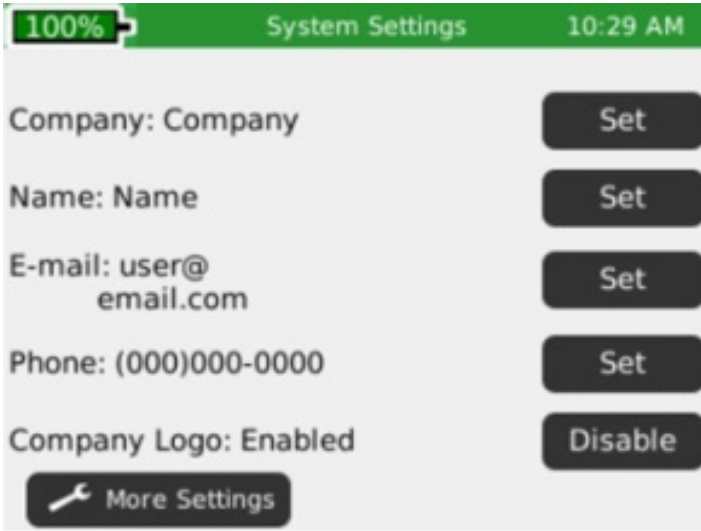 100% System Settings 10:29 AM
Company: Company Set
Name: Name Set
E-mail: user@
email.com Set
Phone: (000)000-0000 Set
Company Logo: Enabled Disable
More Settings